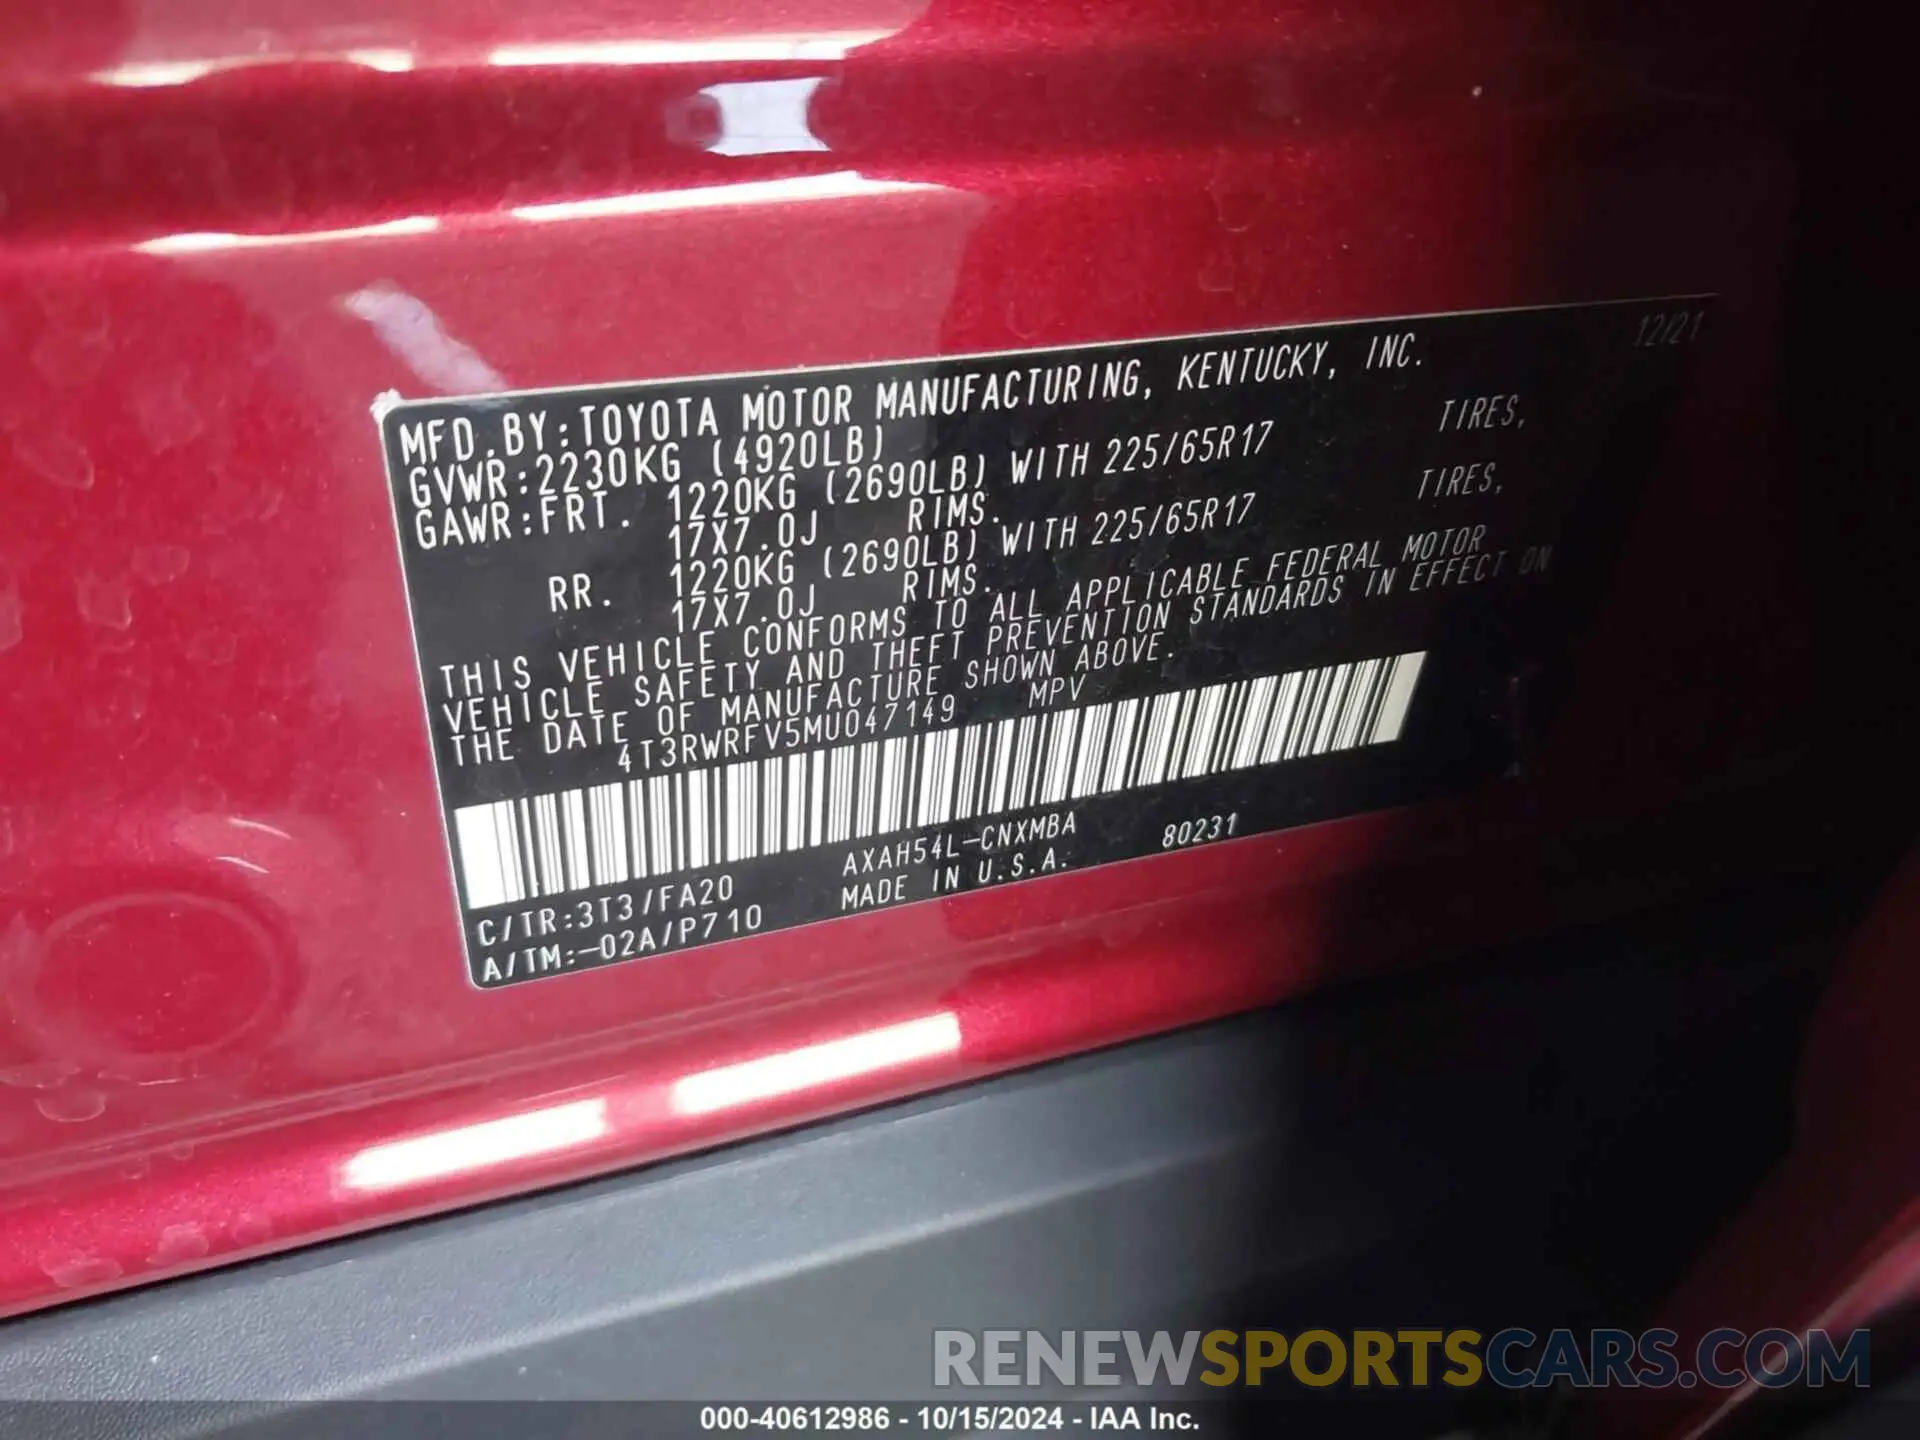 12/21
MFD.BY:TOYOTA MOTOR MANUFACTURING, KENTUCKY, INC.
GVWR:2230KG (4920LB)
GAWR:FRT. 1220KG (2690LB) WITH 225/65R17 TIRES,
17X7.0J RIMS.
RR. 1220KG (2690LB) WITH 225/65R17 TIRES,
17X7.0J RIMS.
THIS VEHICLE CONFORMS TO ALL APPLICABLE FEDERAL MOTOR
VEHICLE SAFETY AND THEFT PREVENTION STANDARDS IN EFFECT ON
THE DATE OF MANUFACTURE SHOWN ABOVE.
4T3RWRFV5MU047149 MPV
C/TR:3T3/FA20 AXAH54L-CNXMBA 80231
A/TM:-02A/P710 MADE IN U.S.A.
RENEWSPORTSCARS.COM
000-40612986 - 10/15/2024 - IAA Inc.